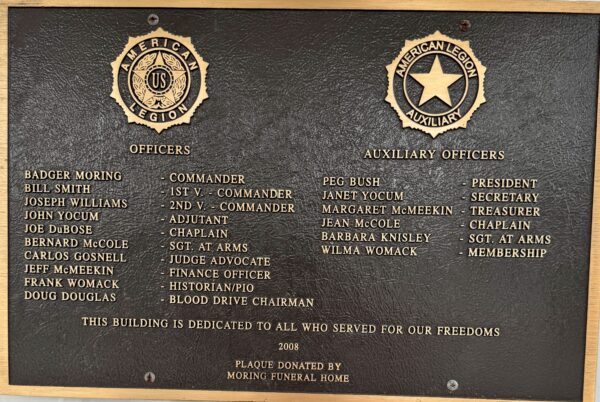 AMERICAN
US
LEGION
AMERICAN LEGION
AUXILIARY
OFFICERS
BADGER MORING - COMMANDER
BILL SMITH - 1ST V. - COMMANDER
JOSEPH WILLIAMS - 2ND V. - COMMANDER
JOHN YOCUM - ADJUTANT
JOE DuBOSE - CHAPLAIN
BERNARD McCOLE - SGT. AT ARMS
CARLOS GOSNELL - JUDGE ADVOCATE
JEFF McMEEKIN - FINANCE OFFICER
FRANK WOMACK - HISTORIAN/PIO
DOUG DOUGLAS - BLOOD DRIVE CHAIRMAN
AUXILIARY OFFICERS
PEG BUSH - PRESIDENT
JANET YOCUM - SECRETARY
MARGARET McMEEKIN - TREASURER
JEAN McCOLE - CHAPLAIN
BARBARA KNISLEY - SGT. AT ARMS
WILMA WOMACK - MEMBERSHIP
THIS BUILDING IS DEDICATED TO ALL WHO SERVED FOR OUR FREEDOMS
2008
PLAQUE DONATED BY
MORING FUNERAL HOME